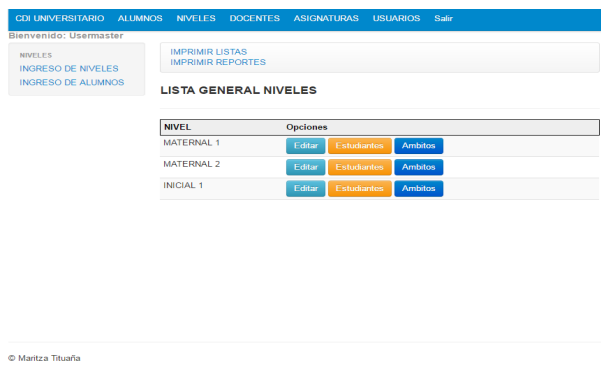 CDI UNIVERSITARIO ALUMNOS NIVELES DOCENTES ASIGNATURAS USUARIOS Salir
Bienvenido: Usermaster
NIVELES
INGRESO DE NIVELES
INGRESO DE ALUMNOS
IMPRIMIR LISTAS
IMPRIMIR REPORTES
LISTA GENERAL NIVELES
NIVEL Opciones
MATERNAL 1 Editar Estudiantes Ambitos
MATERNAL 2 Editar Estudiantes Ambitos
INICIAL 1 Editar Estudiantes Ambitos
© Maritza Tituaña